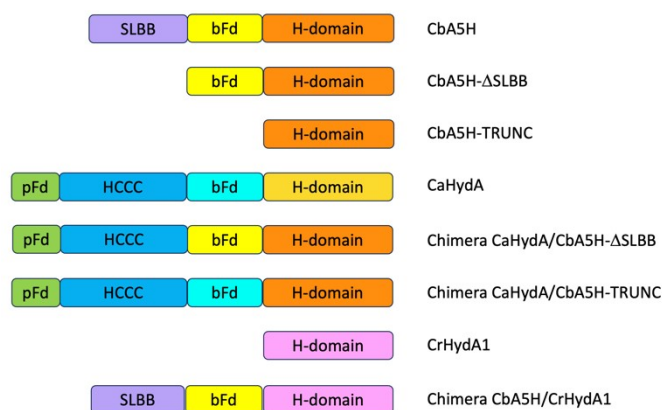 SLBB bFd H-domain CbA5H
bFd H-domain CbA5H-ΔSLBB
H-domain CbA5H-TRUNC
pFd HCCC bFd H-domain CaHydA
pFd HCCC bFd H-domain Chimera CaHydA/CbA5H-ΔSLBB
pFd HCCC bFd H-domain Chimera CaHydA/CbA5H-TRUNC
H-domain CrHydA1
SLBB bFd H-domain Chimera CbA5H/CrHydA1